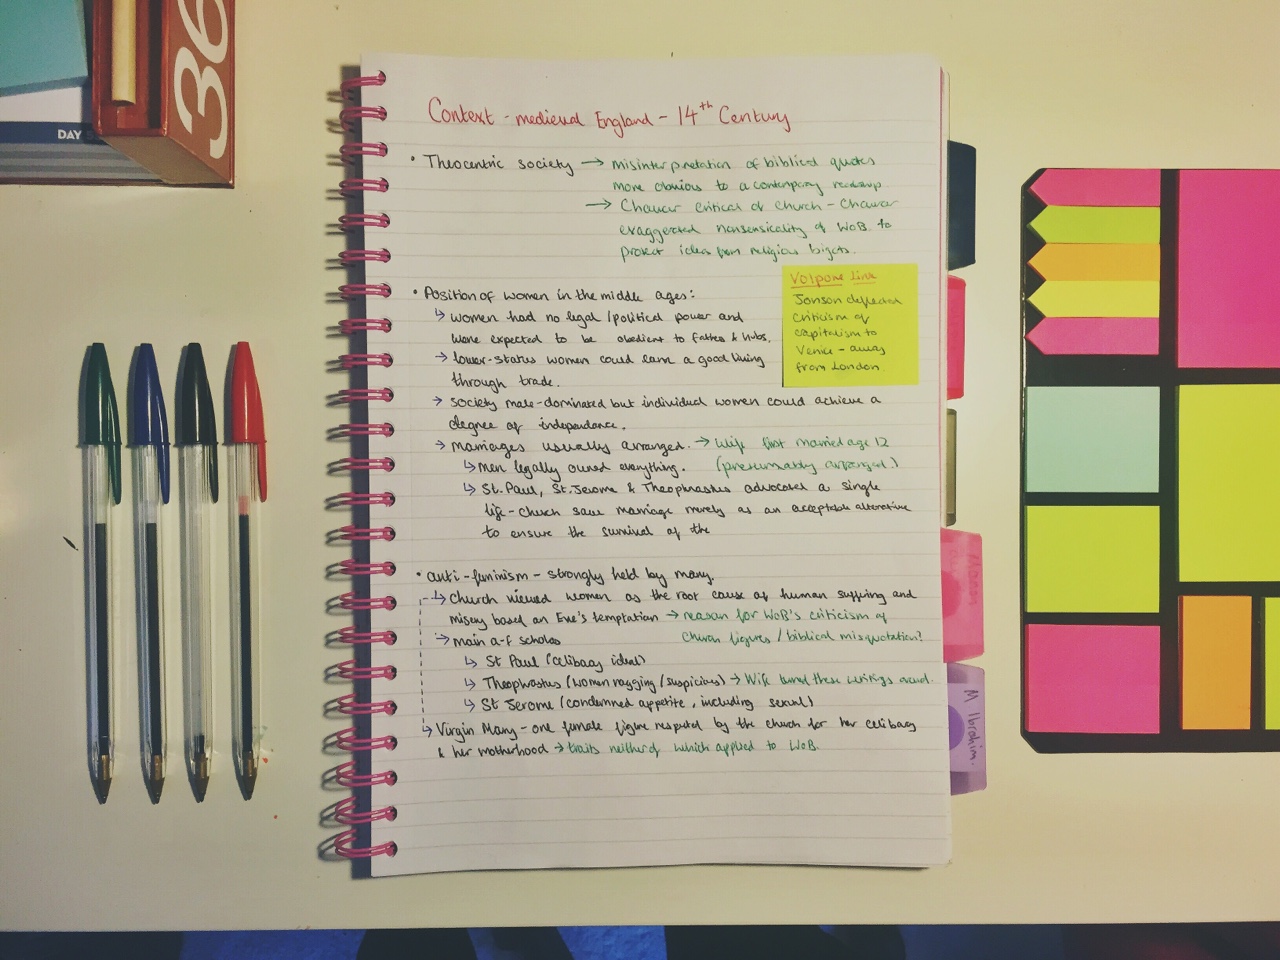 36
DAY
Context - medieval England - 14th Century
• Theocentric society → misinterpretation of biblical quotes
more obvious to a contemporary readership.
→ Chaucer critical of church - Chaucer
exaggerated nonsensicality of WoB to
protect ideas from religious bigots.
• Position of women in the middle ages:
↳ women had no legal/political power and
were expected to be obedient to fathers & hubs.
→ lower-status women could earn a good living
through trade.
→ society male-dominated but individual women could achieve a
degree of independance.
→ Marriages usually arranged. → Wife first married age 12
↳ Men legally owned everything. (presumably arranged.)
↳ St. Paul, St. Jerome & Theophrastus advocated a single
life - church saw marriage merely as an acceptable alternative
to ensure the survival of the
Volpone link
Jonson deflected
criticism of
capitalism to
Venice - away
from London.
• Anti-feminism - strongly held by many.
↳ Church viewed women as the root cause of human suffring and
misery based on Eve's temptation → reason for WoB's criticism of
church figures / biblical misquotation?
→ main a-f scholars
↳ St Paul (celibacy ideal)
↳ Theophrastus (women nagging/suspicious) → Wife burned these writings aloud.
↳ St Jerome (condemned appetite, including sexual)
↳ Virgin Mary - one female figure respected by the church for her celibacy
& her motherhood → traits neither of which applied to WoB.
M Ibrahim.